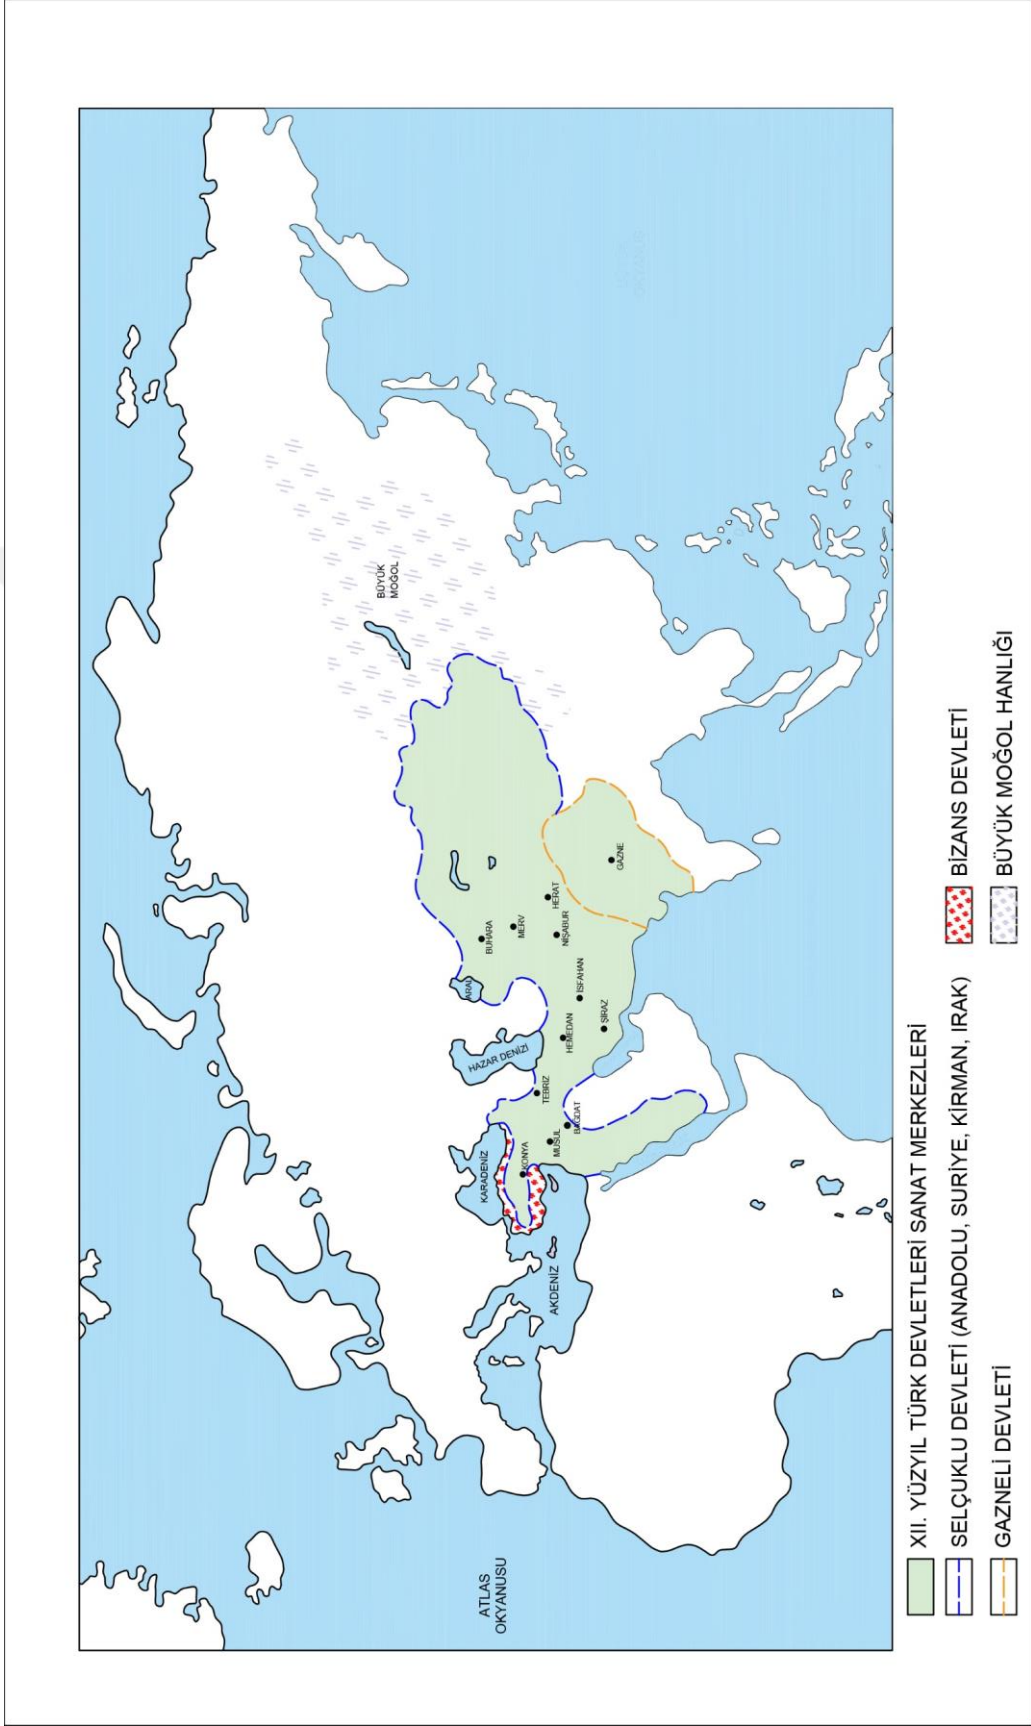 BÜYÜK
MOĞOL
ARAL
BUHARA
MERV
HERAT
NİŞABUR
GAZNE
HAZAR DENİZİ
İSFAHAN
HEMEDAN
ŞİRAZ
TEBRİZ
KARADENİZ
KONYA
MUSUL
BAĞDAT
AKDENİZ
ATLAS
OKYANUSU
XII. YÜZYIL TÜRK DEVLETLERİ SANAT MERKEZLERİ
SELÇUKLU DEVLETİ (ANADOLU, SURİYE, KİRMAN, IRAK)
GAZNELİ DEVLETİ
BİZANS DEVLETİ
BÜYÜK MOĞOL HANLIĞI